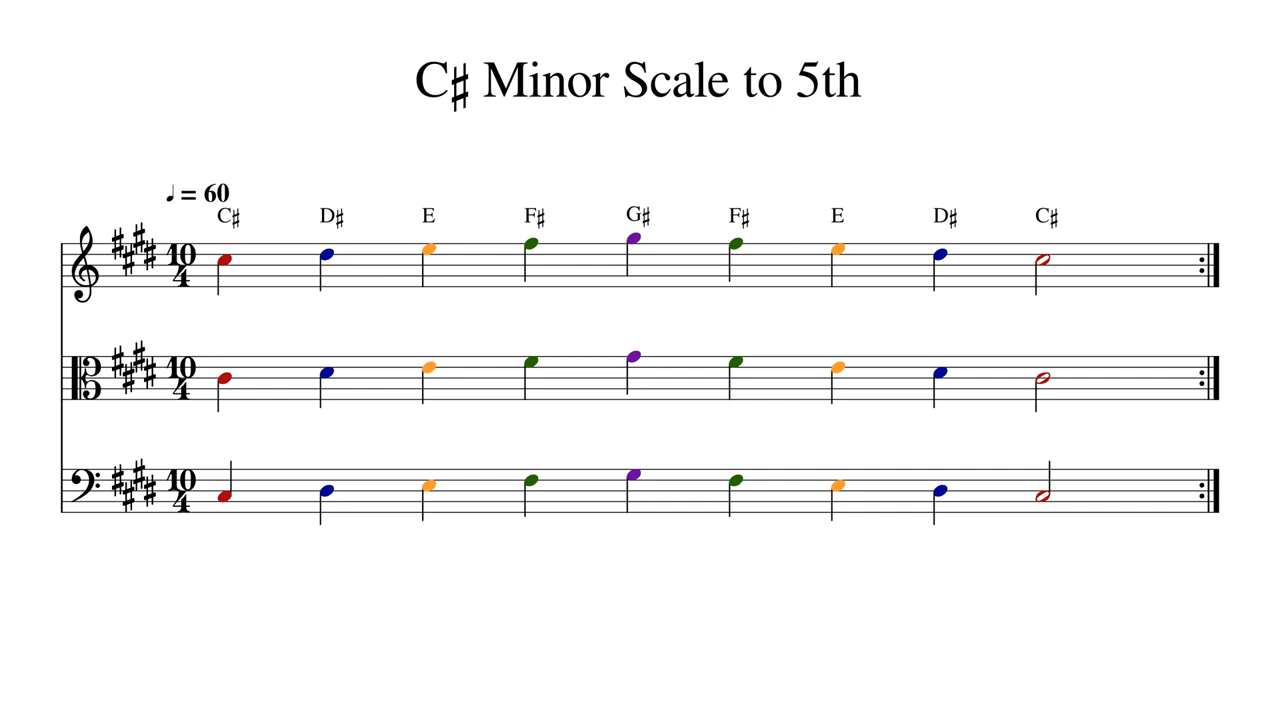 C♯ Minor Scale to 5th
♩ = 60
C♯ D♯ E F♯ G♯ F♯ E D♯ C♯
10
4
10
4
10
4